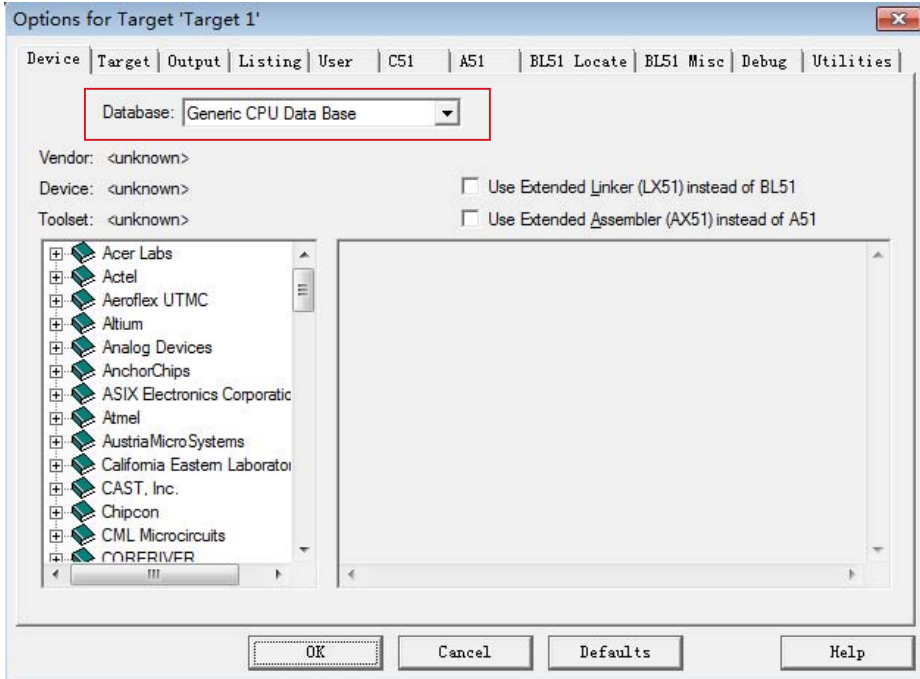 Options for Target 'Target 1'
Device Target Output Listing User C51 A51 BL51 Locate BL51 Misc Debug Utilities
Database: Generic CPU Data Base
Vendor: <unknown>
Device: <unknown>
Use Extended Linker (LX51) instead of BL51
Toolset: <unknown>
Use Extended Assembler (AX51) instead of A51
Acer Labs
Actel
Aeroflex UTMC
Altium
Analog Devices
AnchorChips
ASIX Electronics Corporatic
Atmel
AustriaMicroSystems
California Eastern Laborator
CAST, Inc.
Chipcon
CML Microcircuits
CORERIVER
OK Cancel Defaults Help